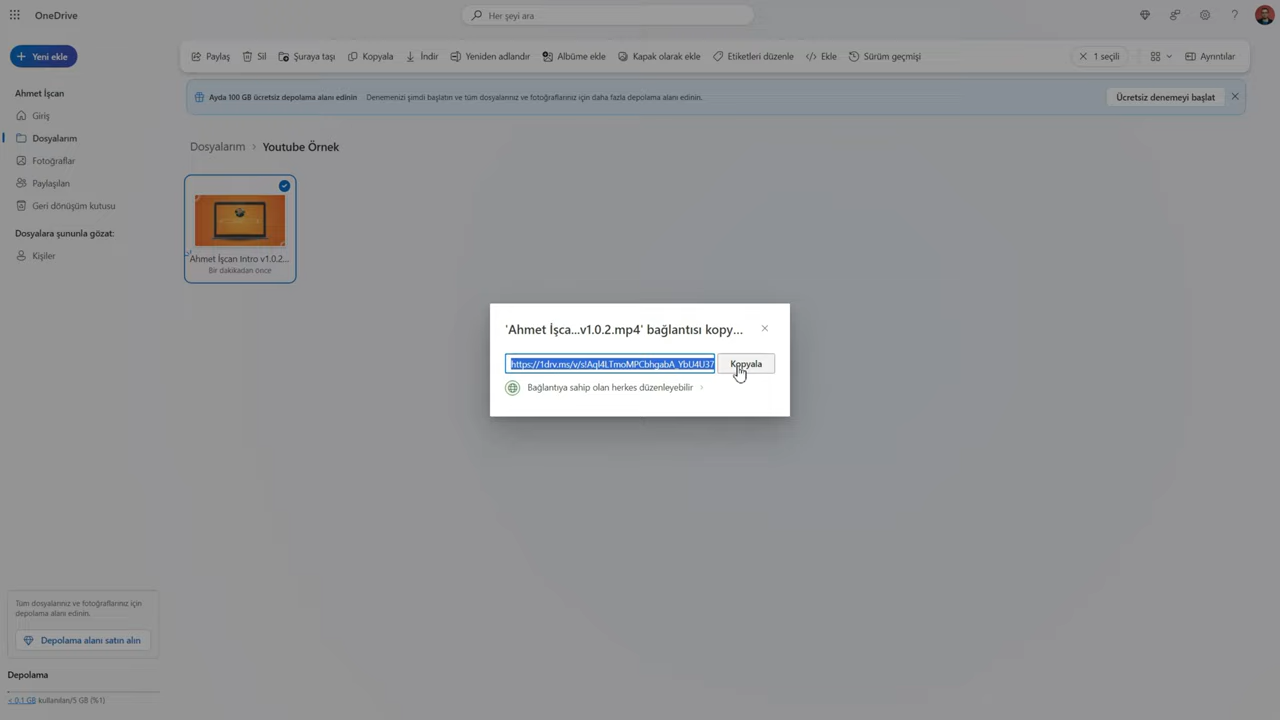 OneDrive
Her şeyi ara
Yeni ekle
Paylaş
Sil
Şuraya taşı
Kopyala
İndir
Yeniden adlandır
Albüme ekle
Kapak olarak ekle
Etiketleri düzenle
Ekle
Sürüm geçmişi
1 seçili
Ayrıntılar
Ahmet İşcan
Giriş
Dosyalarım
Fotoğraflar
Paylaşılan
Geri dönüşüm kutusu
Dosyalara şununla gözat:
Kişiler
Ayda 100 GB ücretsiz depolama alanı edinin Denemenizi şimdi başlatın ve tüm dosyalarınız ve fotoğraflarınız için daha fazla depolama alanı edinin.
Ücretsiz denemeyi başlat
Dosyalarım > Youtube Örnek
Ahmet İşcan Intro v1.0.2...
Bir dakikadan önce
'Ahmet İşca...v1.0.2.mp4' bağlantısı kopy...
https://1drv.ms/v/s!Aql4LTmoMPCbhgabA_YbU4U37
Kopyala
Bağlantıya sahip olan herkes düzenleyebilir
Tüm dosyalarınız ve fotoğraflarınız için
depolama alanı edinin.
Depolama alanı satın alın
Depolama
< 0,1 GB kullanılan/5 GB (%1)